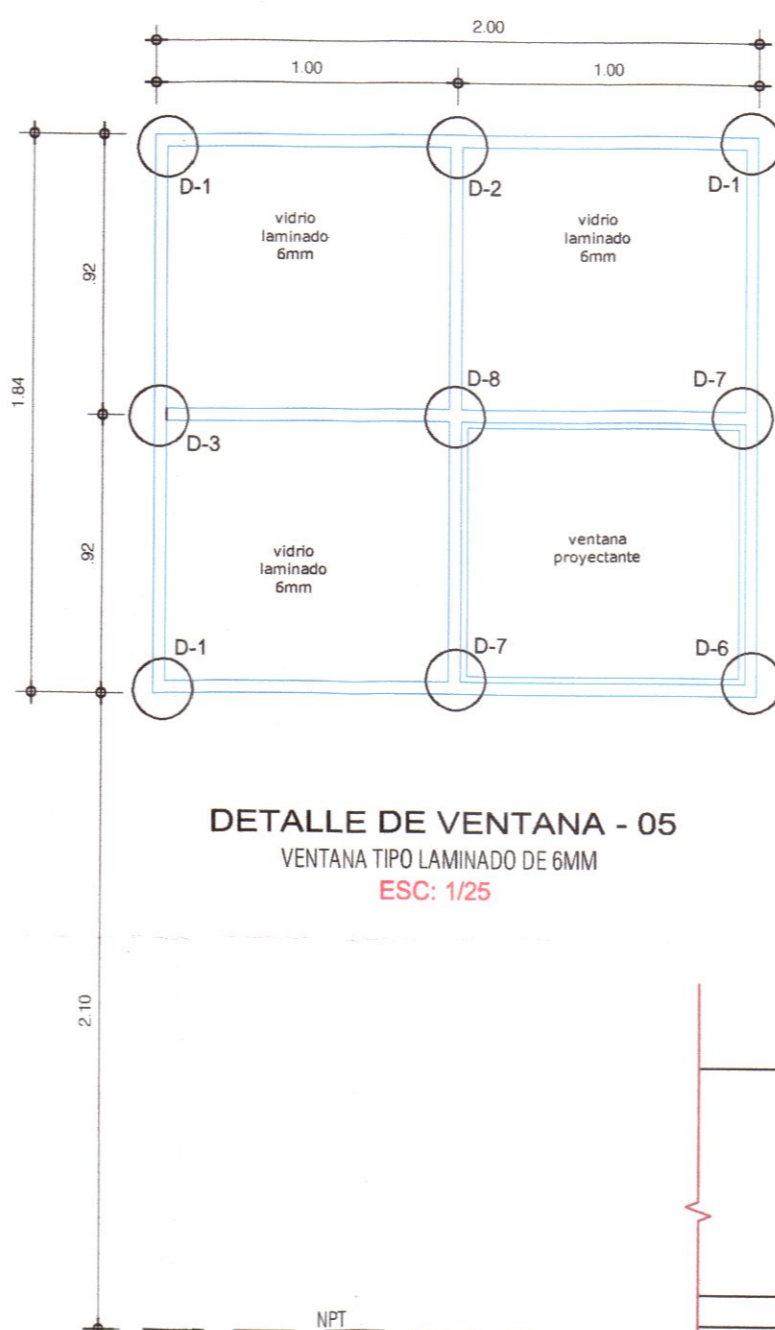 2.00
1.00
1.00
D-1
D-2
D-1
vidrio
laminado
6mm
vidrio
laminado
6mm
.92
1.84
D-8
D-7
D-3
.92
vidrio
laminado
6mm
ventana
proyectante
D-1
D-7
D-6
DETALLE DE VENTANA - 05
VENTANA TIPO LAMINADO DE 6MM
ESC: 1/25
2.10
NPT